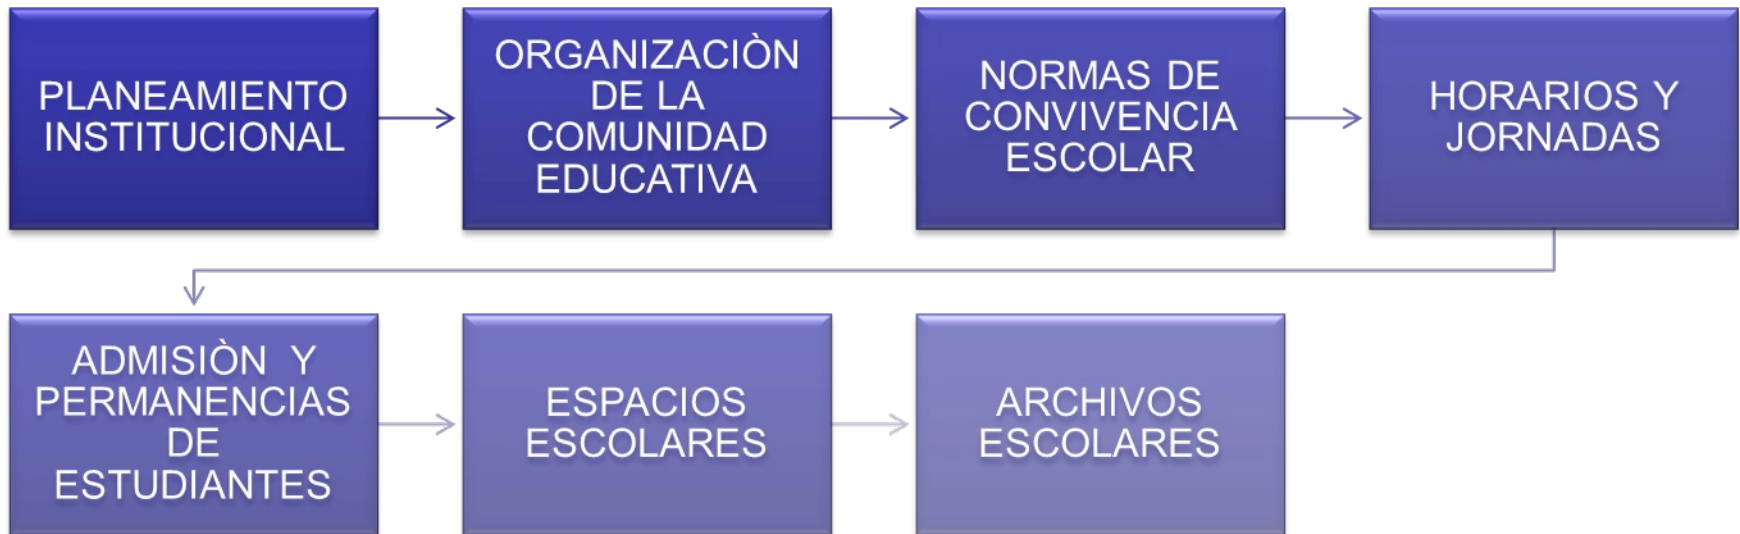 PLANEAMIENTO
INSTITUCIONAL
ORGANIZACIÒN
DE LA
COMUNIDAD
EDUCATIVA
NORMAS DE
CONVIVENCIA
ESCOLAR
HORARIOS Y
JORNADAS
ADMISIÒN Y
PERMANENCIAS
DE
ESTUDIANTES
ESPACIOS
ESCOLARES
ARCHIVOS
ESCOLARES